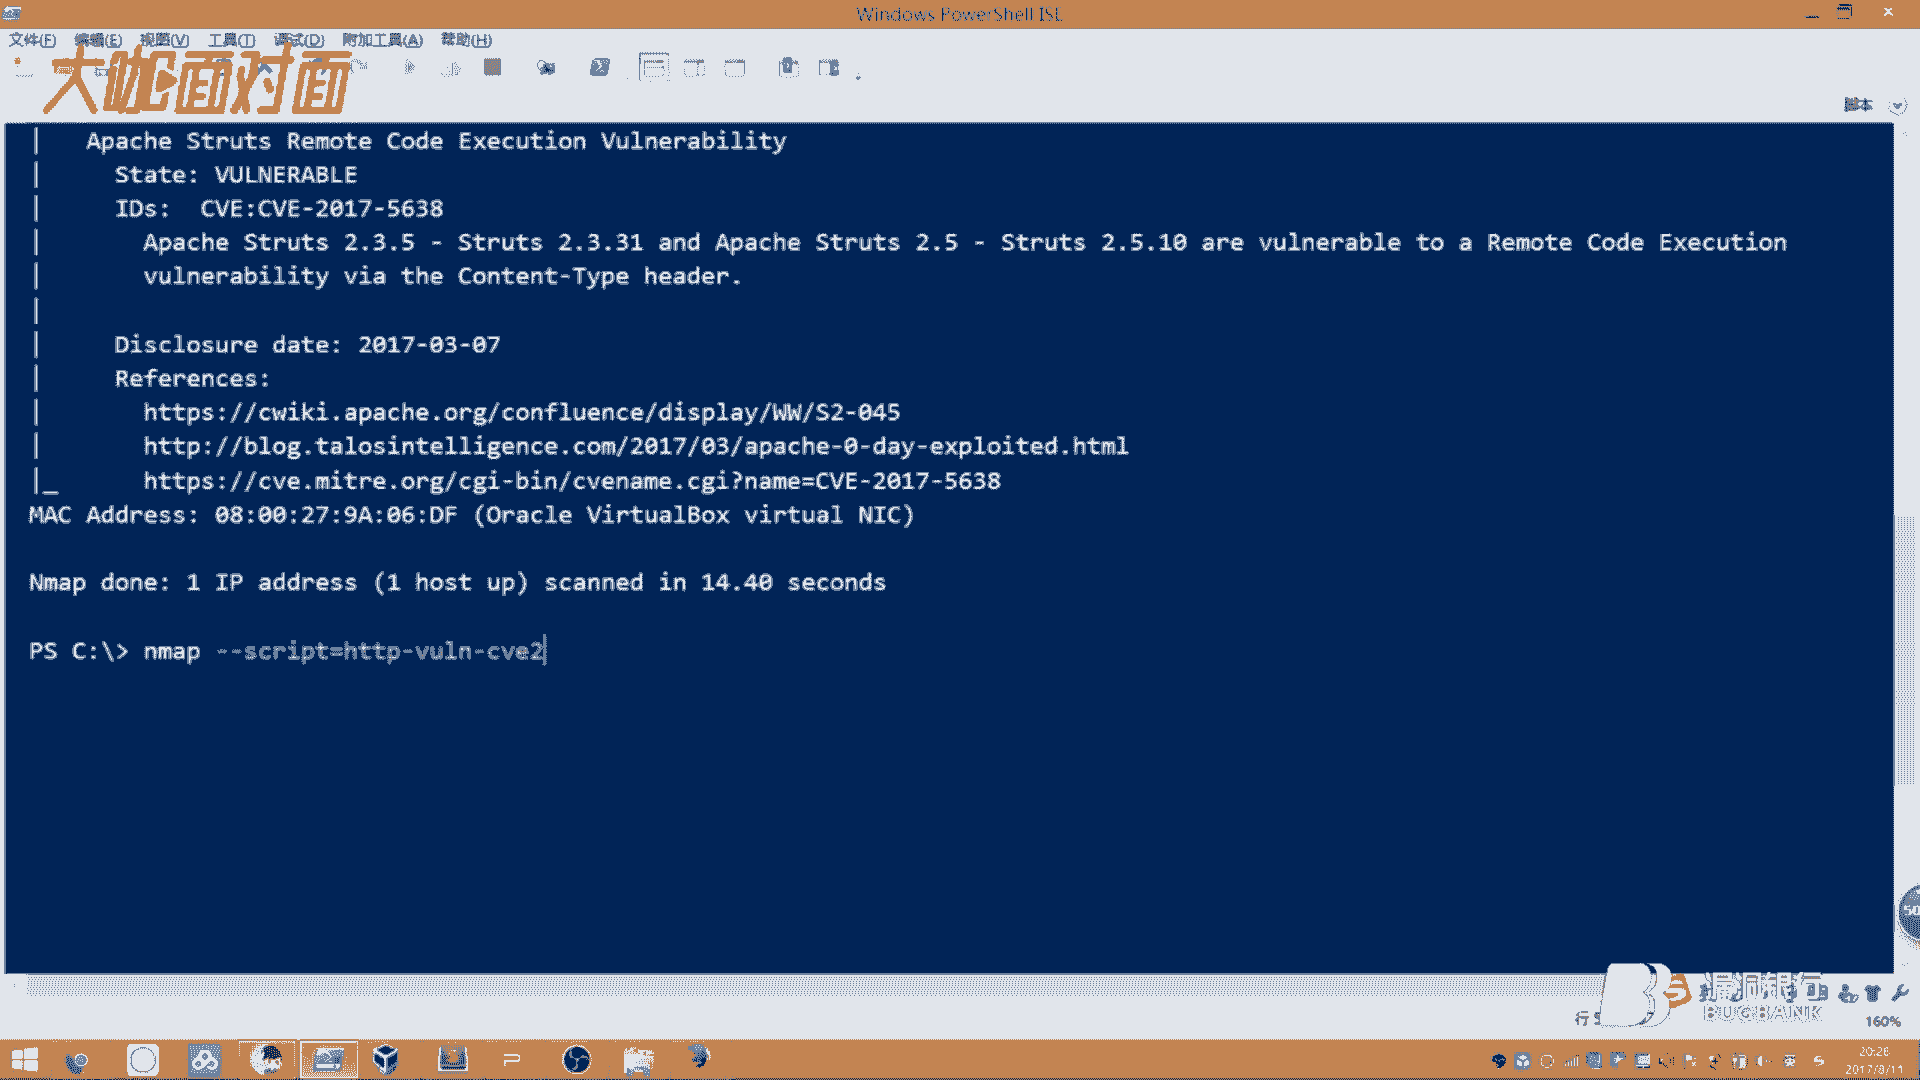 Windows PowerShell ISE
文件(F) 编辑(E) 视图(V) 工具(T) 调试(D) 附加工具(A) 帮助(H)
大咖面对面
脚本
| Apache Struts Remote Code Execution Vulnerability
| State: VULNERABLE
| IDs: CVE:CVE-2017-5638
| Apache Struts 2.3.5 - Struts 2.3.31 and Apache Struts 2.5 - Struts 2.5.10 are vulnerable to a Remote Code Execution
| vulnerability via the Content-Type header.
|
| Disclosure date: 2017-03-07
| References:
| https://cwiki.apache.org/confluence/display/WW/S2-045
| http://blog.talosintelligence.com/2017/03/apache-0-day-exploited.html
|_ https://cve.mitre.org/cgi-bin/cvename.cgi?name=CVE-2017-5638
MAC Address: 08:00:27:9A:06:DF (Oracle VirtualBox virtual NIC)
Nmap done: 1 IP address (1 host up) scanned in 14.40 seconds
PS C:\> nmap --script=http-vuln-cve2
50
漏洞银行
BUGBANK
行 5
160%
20:26
2017/8/11